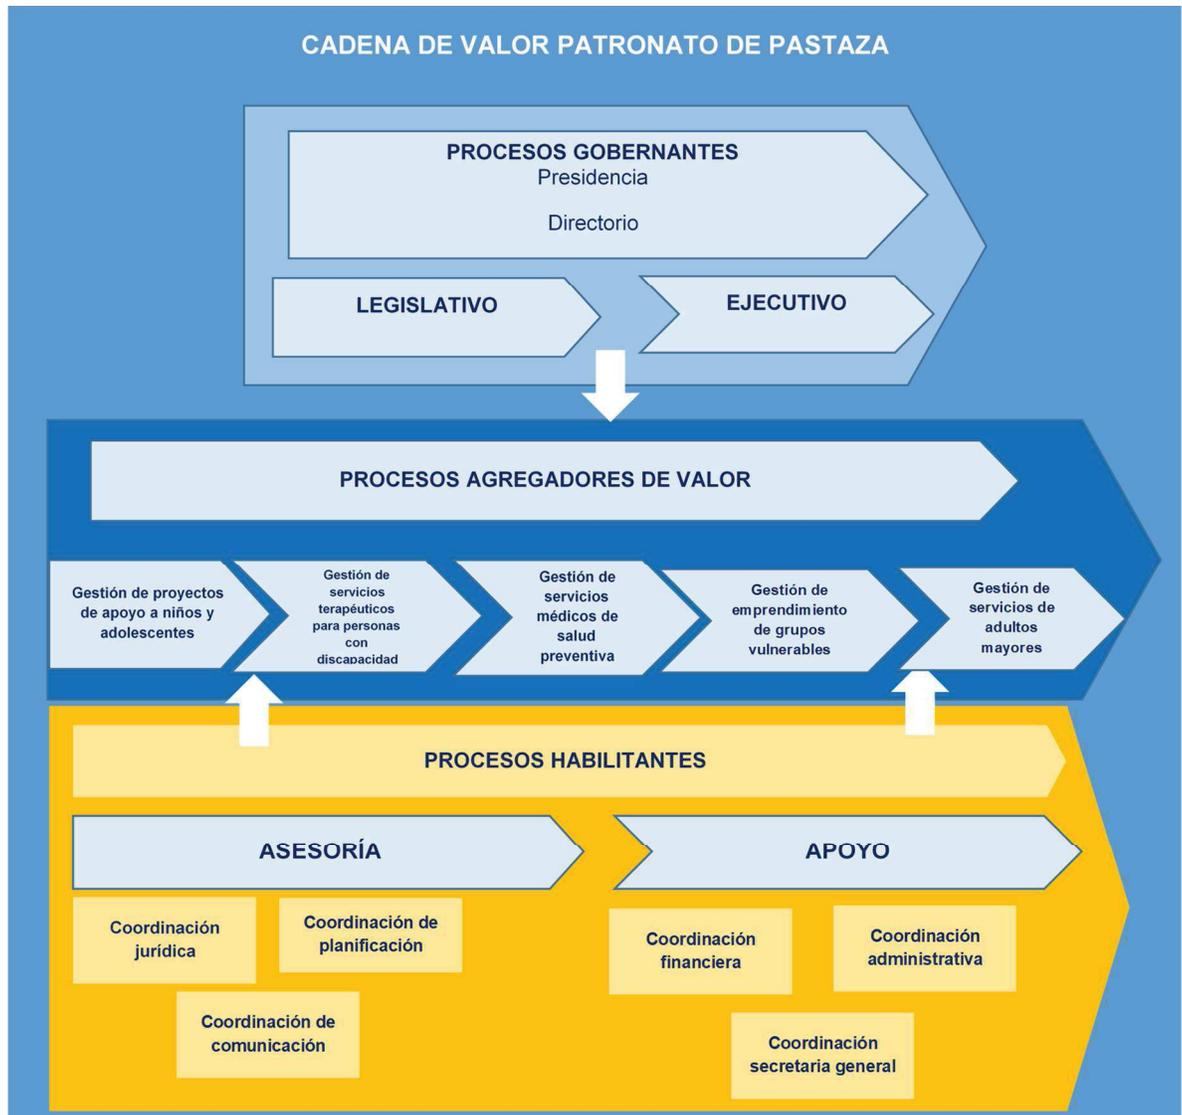 CADENA DE VALOR PATRONATO DE PASTAZA
PROCESOS GOBERNANTES
Presidencia
Directorio
LEGISLATIVO
EJECUTIVO
PROCESOS AGREGADORES DE VALOR
Gestión de proyectos
de apoyo a niños y
adolescentes
Gestión de
servicios
terapéuticos
para personas
con
discapacidad
Gestión de
servicios
médicos de
salud
preventiva
Gestión de
emprendimiento
de grupos
vulnerables
Gestión de
servicios de
adultos
mayores
PROCESOS HABILITANTES
ASESORÍA
APOYO
Coordinación
jurídica
Coordinación de
planificación
Coordinación de
comunicación
Coordinación
financiera
Coordinación
administrativa
Coordinación
secretaria general